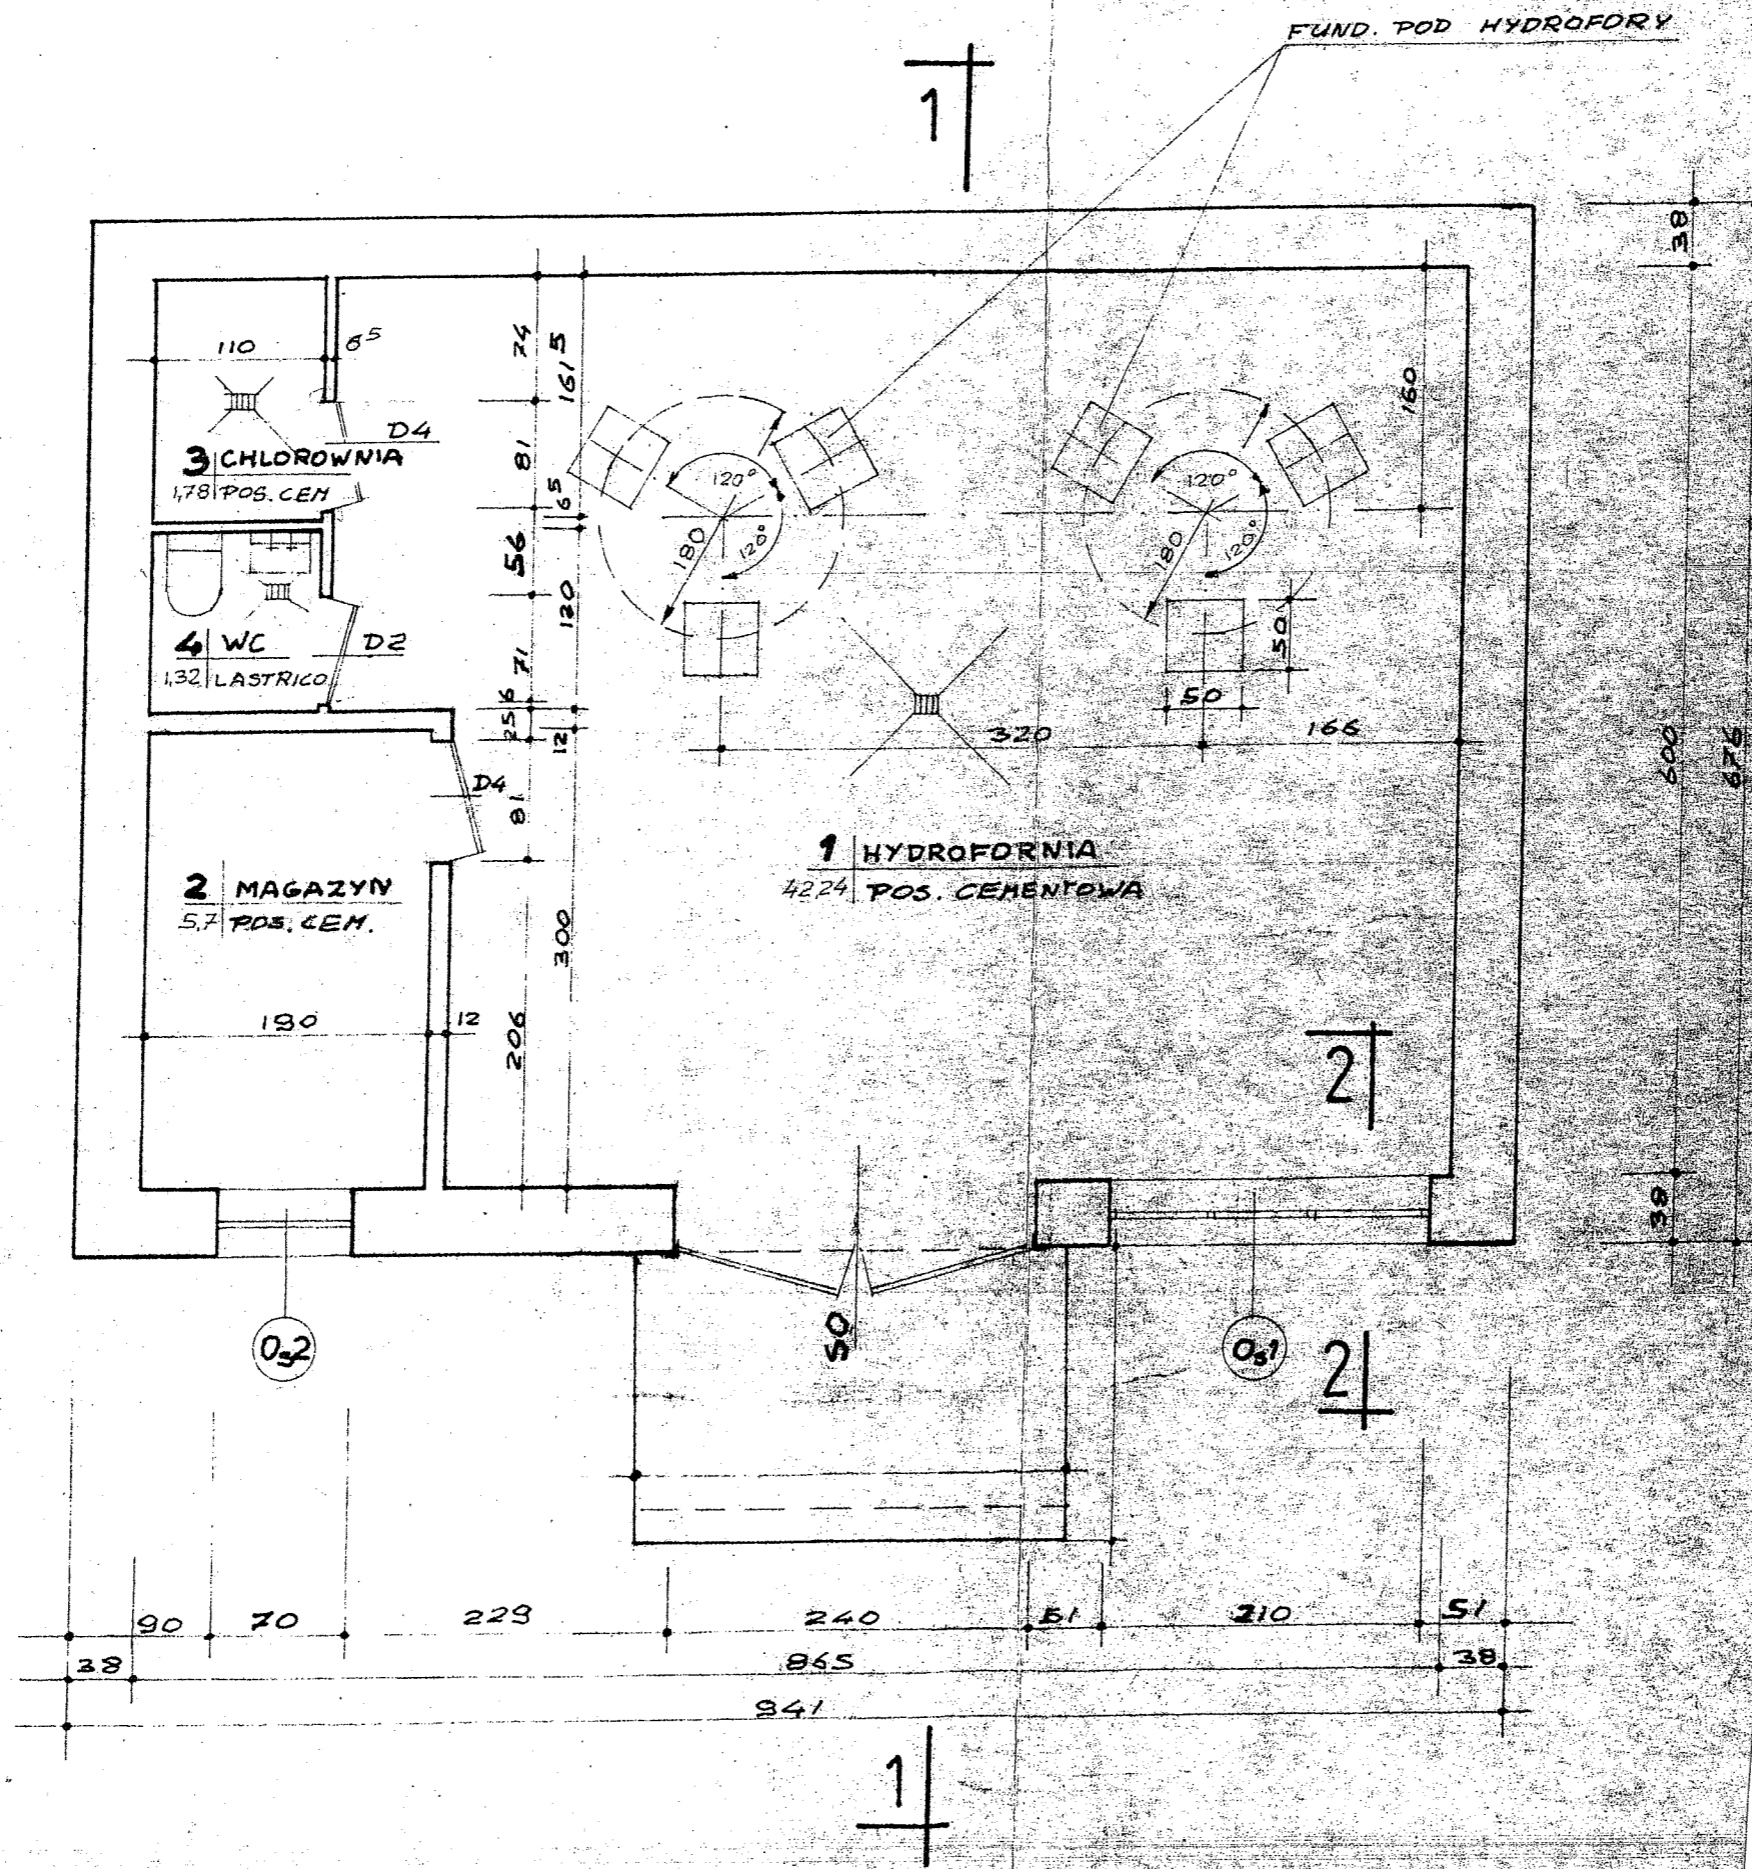 FUND. POD HYDROFORY
1
38
110
6⁵
74
161 5
160
D4
3 CHLOROWNIA
1,78 POS. CEM
81
6⁵
120°
120°
180
120°
120°
180
56
120
4 WC
D2
1,32 LASTRICO
71
6
25
12
50
50
320
166
600
676
D4
81
1 HYDROFORNIA
42,24 POS. CEMENTOWA
2 MAGAZYN
5,7 POS. CEM.
300
190
12
206
2
38
50
Os2
Os1
2
90 70 229 240 51 210 51
38 865 38
941
1